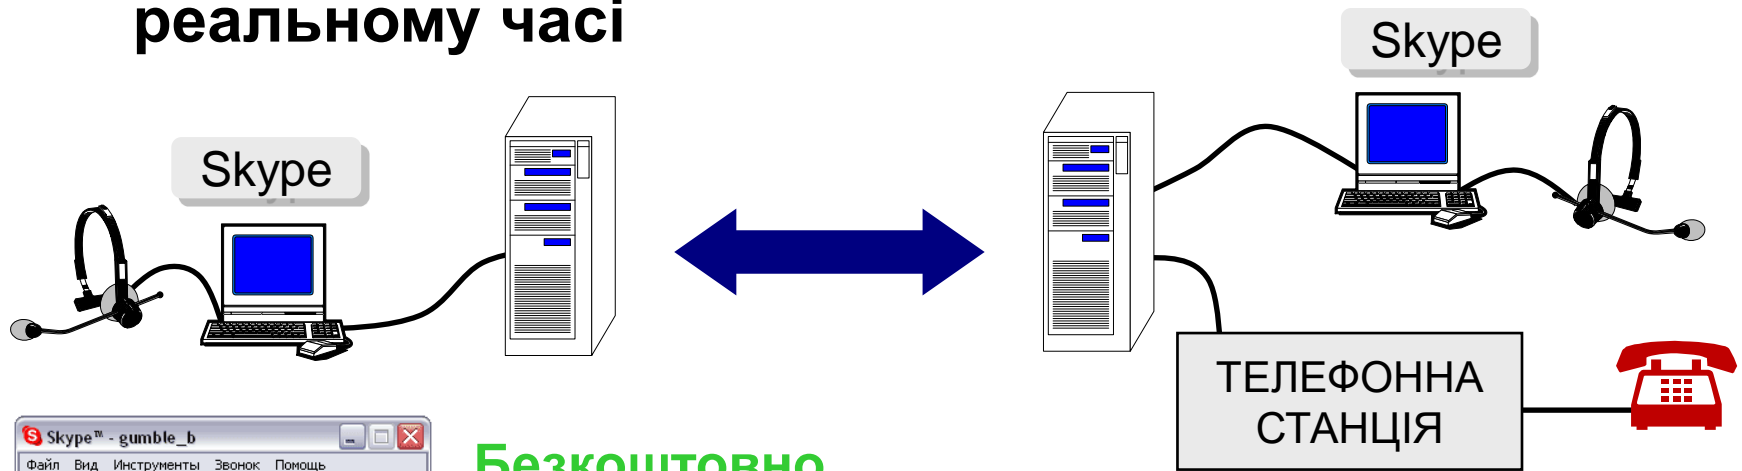 реальному часі
Skype
Skype
ТЕЛЕФОННА
СТАНЦІЯ
Skype™ - gumble_b
Файл Вид Инструменты Звонок Помощь
Безкоштовно